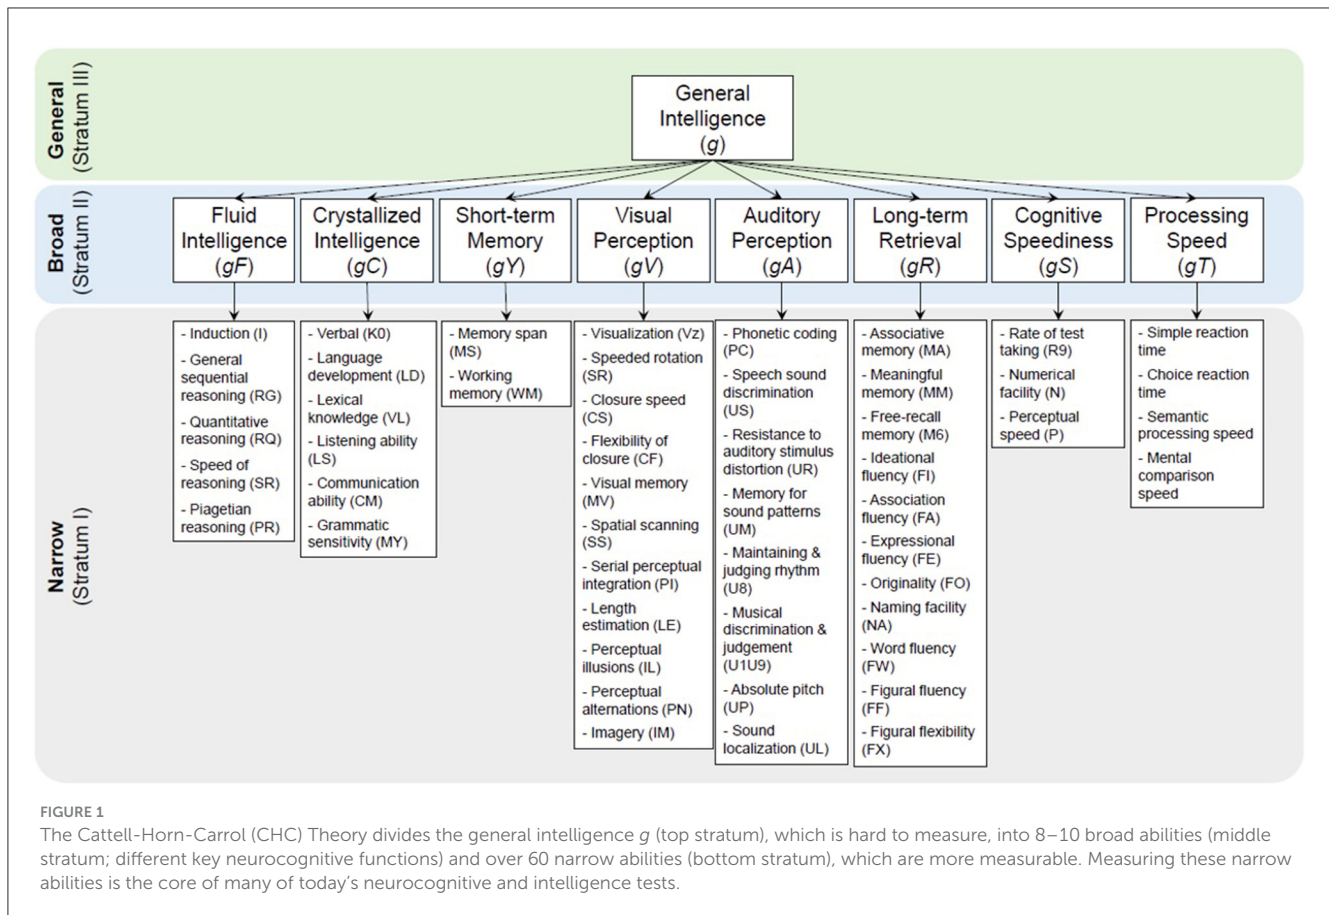 General
(Stratum III)
General
Intelligence
(g)
Broad
(Stratum II)
Fluid
Intelligence
(gF)
Crystallized
Intelligence
(gC)
Short-term
Memory
(gY)
Visual
Perception
(gV)
Auditory
Perception
(gA)
Long-term
Retrieval
(gR)
Cognitive
Speediness
(gS)
Processing
Speed
(gT)
Narrow
(Stratum I)
- Induction (I)
- General
sequential
reasoning (RG)
- Quantitative
reasoning (RQ)
- Speed of
reasoning (SR)
- Piagetian
reasoning (PR)
- Verbal (K0)
- Language
development (LD)
- Lexical
knowledge (VL)
- Listening ability
(LS)
- Communication
ability (CM)
- Grammatic
sensitivity (MY)
- Memory span
(MS)
- Working
memory (WM)
- Visualization (Vz)
- Speeded rotation
(SR)
- Closure speed
(CS)
- Flexibility of
closure (CF)
- Visual memory
(MV)
- Spatial scanning
(SS)
- Serial perceptual
integration (PI)
- Length
estimation (LE)
- Perceptual
illusions (IL)
- Perceptual
alternations (PN)
- Imagery (IM)
- Phonetic coding
(PC)
- Speech sound
discrimination
(US)
- Resistance to
auditory stimulus
distortion (UR)
- Memory for
sound patterns
(UM)
- Maintaining &
judging rhythm
(U8)
- Musical
discrimination &
judgement
(U1U9)
- Absolute pitch
(UP)
- Sound
localization (UL)
- Associative
memory (MA)
- Meaningful
memory (MM)
- Free-recall
memory (M6)
- Ideational
fluency (FI)
- Association
fluency (FA)
- Expressional
fluency (FE)
- Originality (FO)
- Naming facility
(NA)
- Word fluency
(FW)
- Figural fluency
(FF)
- Figural flexibility
(FX)
- Rate of test
taking (R9)
- Numerical
facility (N)
- Perceptual
speed (P)
- Simple reaction
time
- Choice reaction
time
- Semantic
processing speed
- Mental
comparison
speed
FIGURE 1
The Cattell-Horn-Carrol (CHC) Theory divides the general intelligence g (top stratum), which is hard to measure, into 8–10 broad abilities (middle
stratum; different key neurocognitive functions) and over 60 narrow abilities (bottom stratum), which are more measurable. Measuring these narrow
abilities is the core of many of today's neurocognitive and intelligence tests.